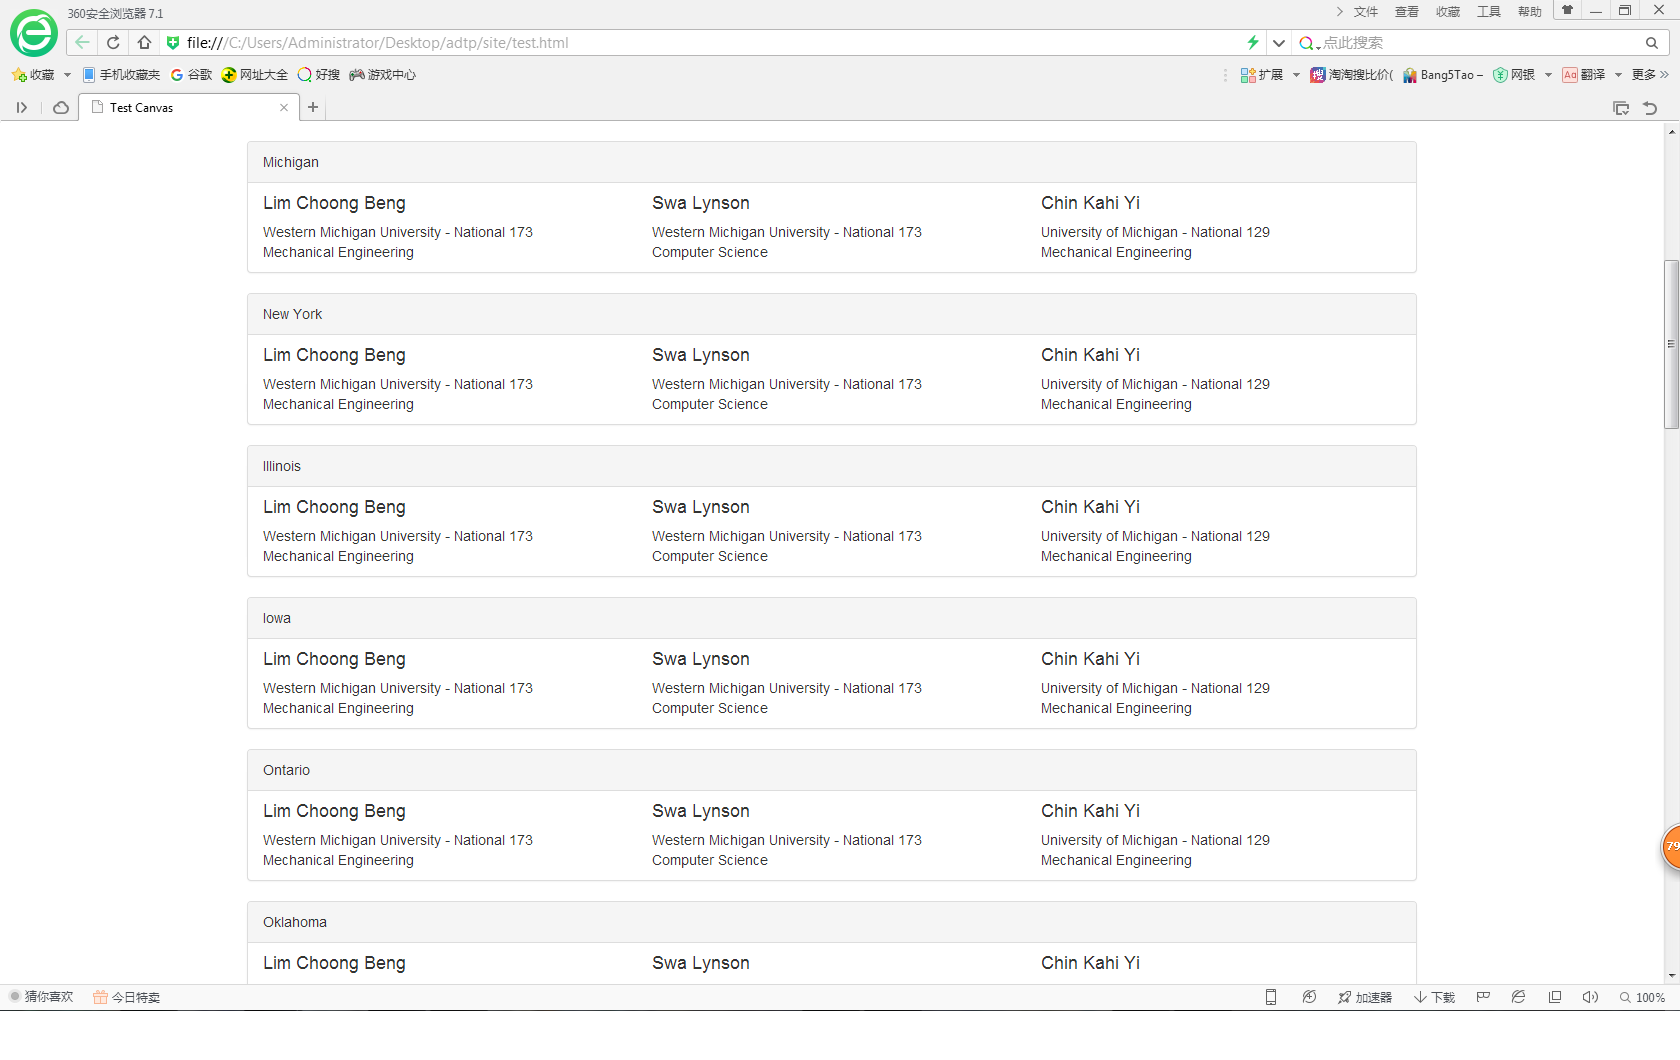 360安全浏览器 7.1
文件 查看 收藏 工具 帮助
file:///C:/Users/Administrator/Desktop/adtp/site/test.html
点此搜索
收藏 手机收藏夹 谷歌 网址大全 好搜 游戏中心
扩展 淘淘搜比价( Bang5Tao – 网银 翻译 更多
Test Canvas
Michigan
Lim Choong Beng Swa Lynson Chin Kahi Yi
Western Michigan University - National 173 Western Michigan University - National 173 University of Michigan - National 129
Mechanical Engineering Computer Science Mechanical Engineering
New York
Lim Choong Beng Swa Lynson Chin Kahi Yi
Western Michigan University - National 173 Western Michigan University - National 173 University of Michigan - National 129
Mechanical Engineering Computer Science Mechanical Engineering
Illinois
Lim Choong Beng Swa Lynson Chin Kahi Yi
Western Michigan University - National 173 Western Michigan University - National 173 University of Michigan - National 129
Mechanical Engineering Computer Science Mechanical Engineering
Iowa
Lim Choong Beng Swa Lynson Chin Kahi Yi
Western Michigan University - National 173 Western Michigan University - National 173 University of Michigan - National 129
Mechanical Engineering Computer Science Mechanical Engineering
Ontario
Lim Choong Beng Swa Lynson Chin Kahi Yi
Western Michigan University - National 173 Western Michigan University - National 173 University of Michigan - National 129
Mechanical Engineering Computer Science Mechanical Engineering
79
Oklahoma
Lim Choong Beng Swa Lynson Chin Kahi Yi
猜你喜欢 今日特卖 加速器 下载 100%